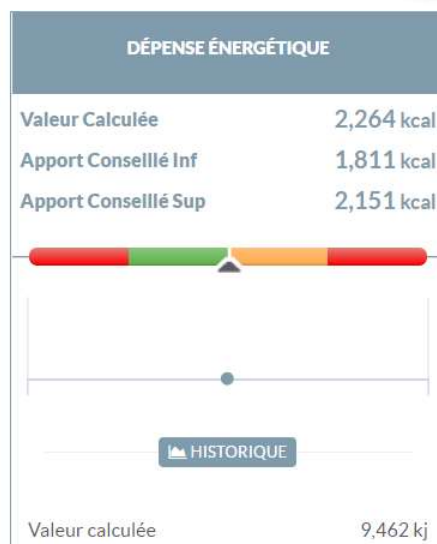 DÉPENSE ÉNERGÉTIQUE
Valeur Calculée 2,264 kcal
Apport Conseillé Inf 1,811 kcal
Apport Conseillé Sup 2,151 kcal
HISTORIQUE
Valeur calculée 9,462 kj